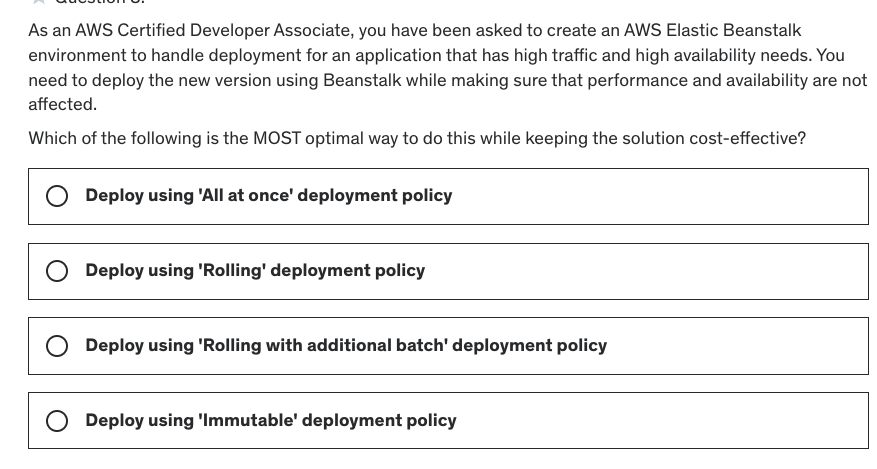 Question 3:
As an AWS Certified Developer Associate, you have been asked to create an AWS Elastic Beanstalk
environment to handle deployment for an application that has high traffic and high availability needs. You
need to deploy the new version using Beanstalk while making sure that performance and availability are not
affected.
Which of the following is the MOST optimal way to do this while keeping the solution cost-effective?
Deploy using 'All at once' deployment policy
Deploy using 'Rolling' deployment policy
Deploy using 'Rolling with additional batch' deployment policy
Deploy using 'Immutable' deployment policy